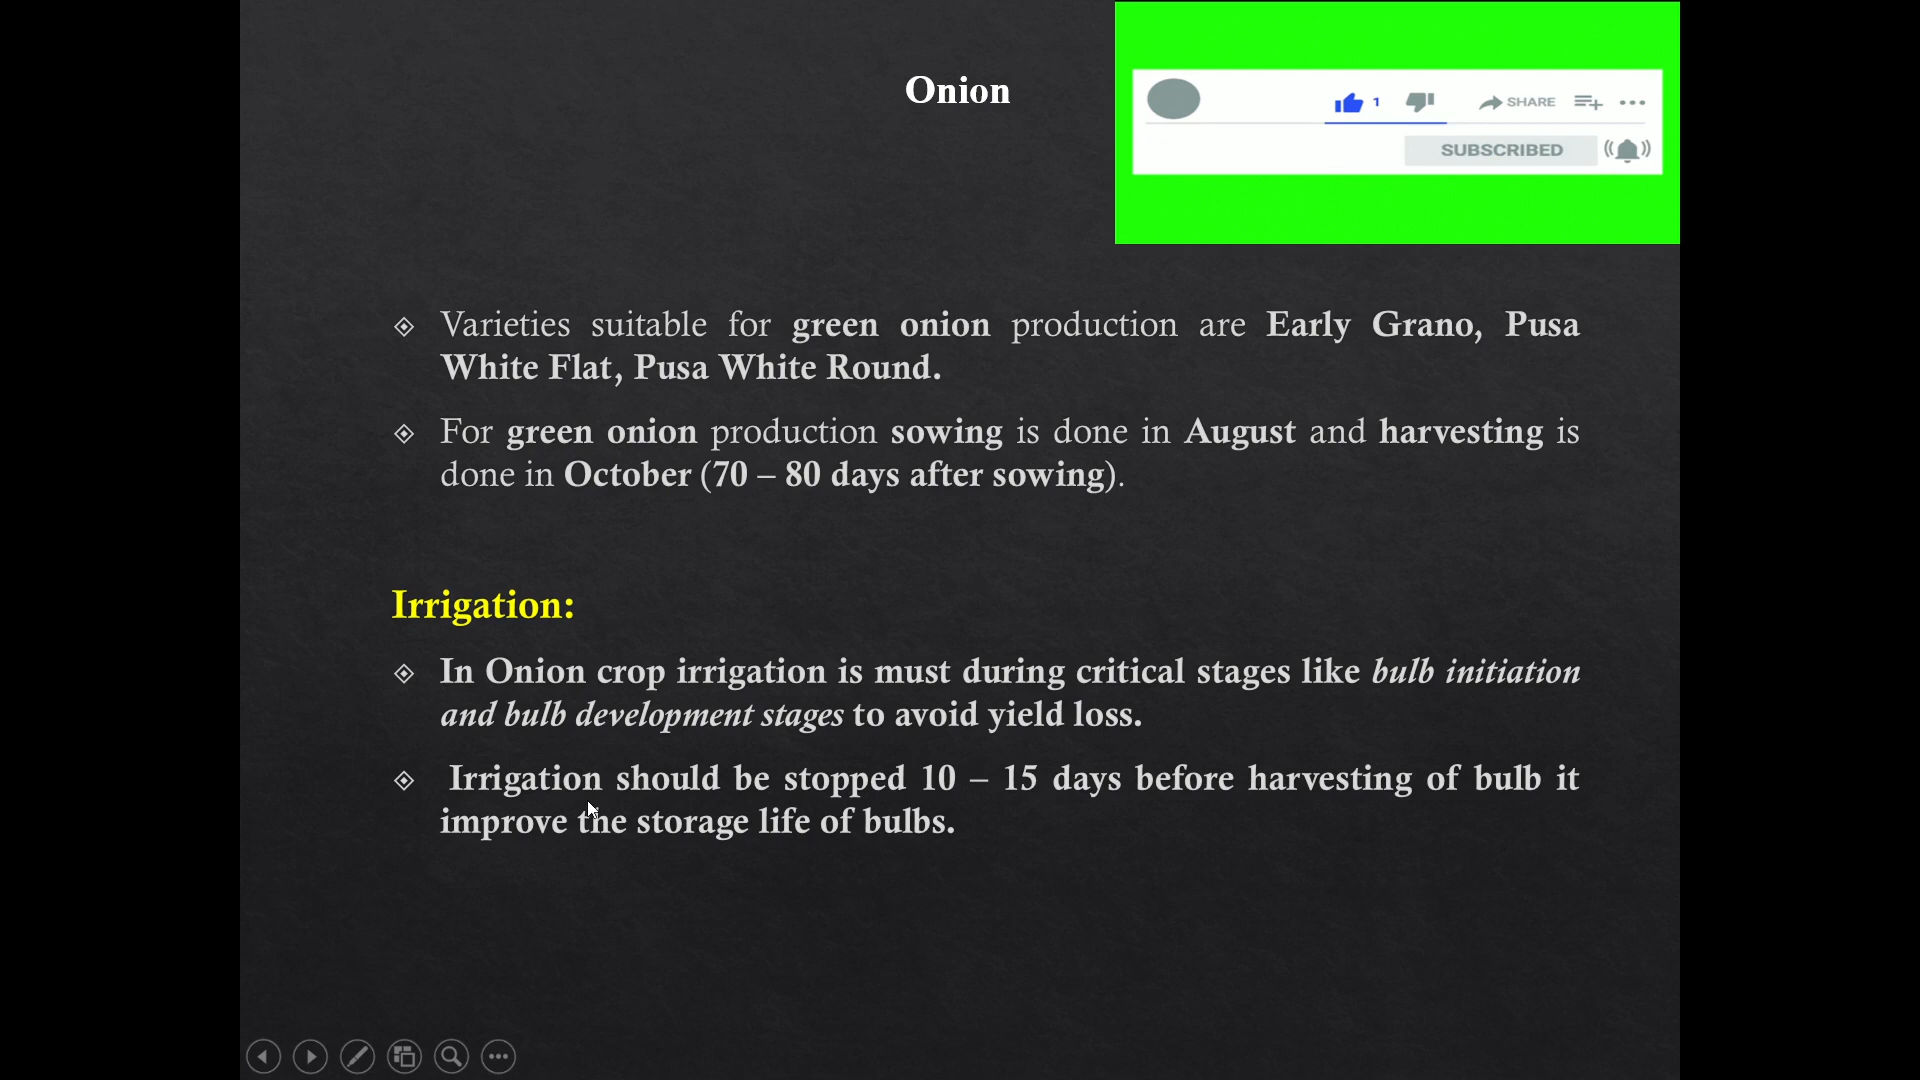 Onion
1
SHARE
SUBSCRIBED
Varieties suitable for green onion production are Early Grano, Pusa
White Flat, Pusa White Round.
For green onion production sowing is done in August and harvesting is
done in October (70 – 80 days after sowing).
Irrigation:
In Onion crop irrigation is must during critical stages like bulb initiation
and bulb development stages to avoid yield loss.
Irrigation should be stopped 10 – 15 days before harvesting of bulb it
improve the storage life of bulbs.